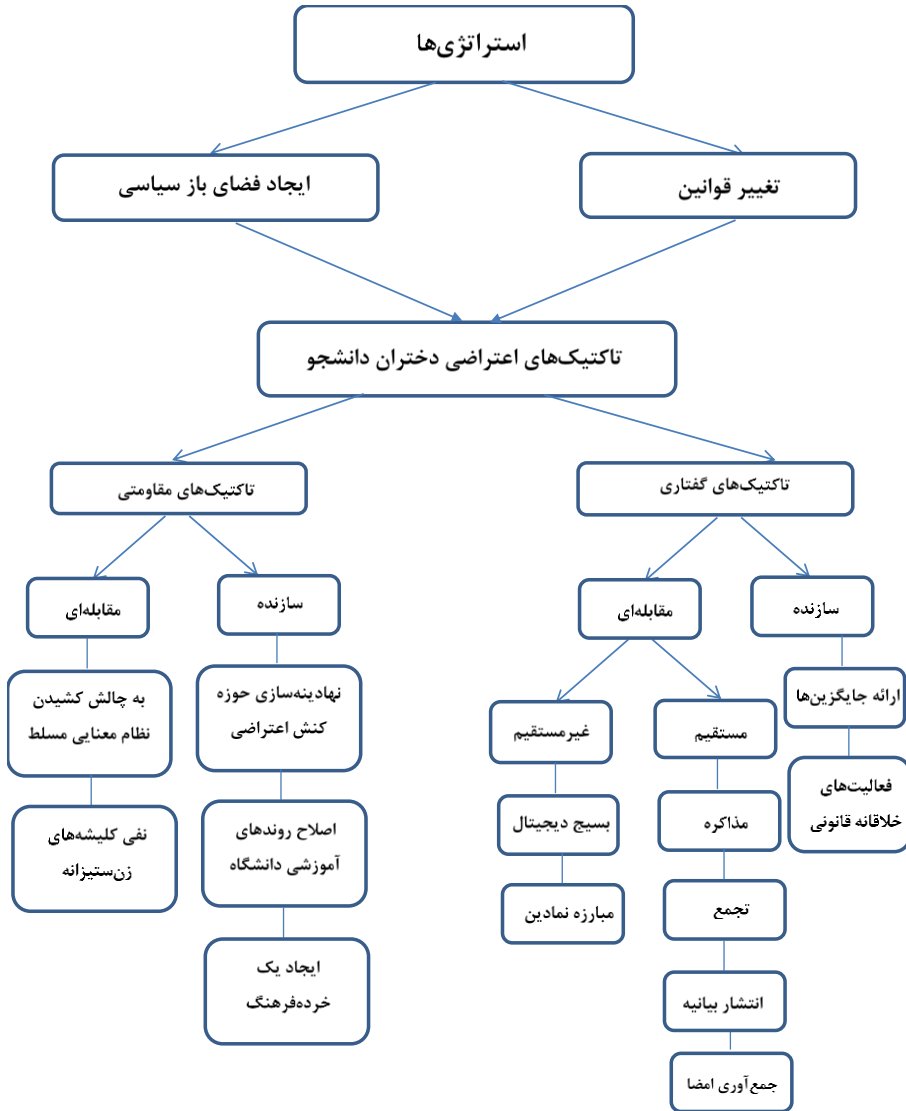 استراتژی‌ها
تغییر قوانین
ایجاد فضای باز سیاسی
تاکتیک‌های اعتراضی دختران دانشجو
تاکتیک‌های گفتاری
تاکتیک‌های مقاومتی
سازنده
مقابله‌ای
سازنده
مقابله‌ای
ارائه جایگزین‌ها
فعالیت‌های
خلاقانه قانونی
مستقیم
مذاکره
تجمع
انتشار بیانیه
جمع‌آوری امضا
غیرمستقیم
بسیج دیجیتال
مبارزه نمادین
نهادینه‌سازی حوزه
کنش اعتراضی
اصلاح روندهای
آموزشی دانشگاه
ایجاد یک
خرده‌فرهنگ
به چالش کشیدن
نظام معنایی مسلط
نفی کلیشه‌های
زن‌ستیزانه